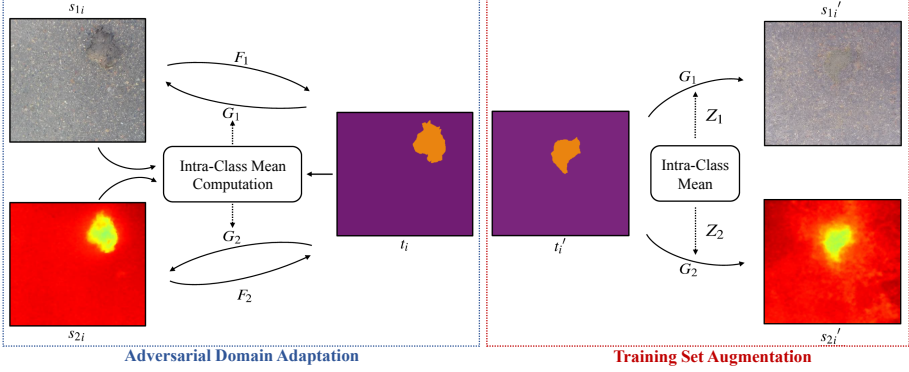 s1i
F1
G1
Intra-Class Mean
Computation
G2
F2
s2i
ti
Adversarial Domain Adaptation
s1i′
G1
Z1
Intra-Class
Mean
Z2
G2
ti′
s2i′
Training Set Augmentation